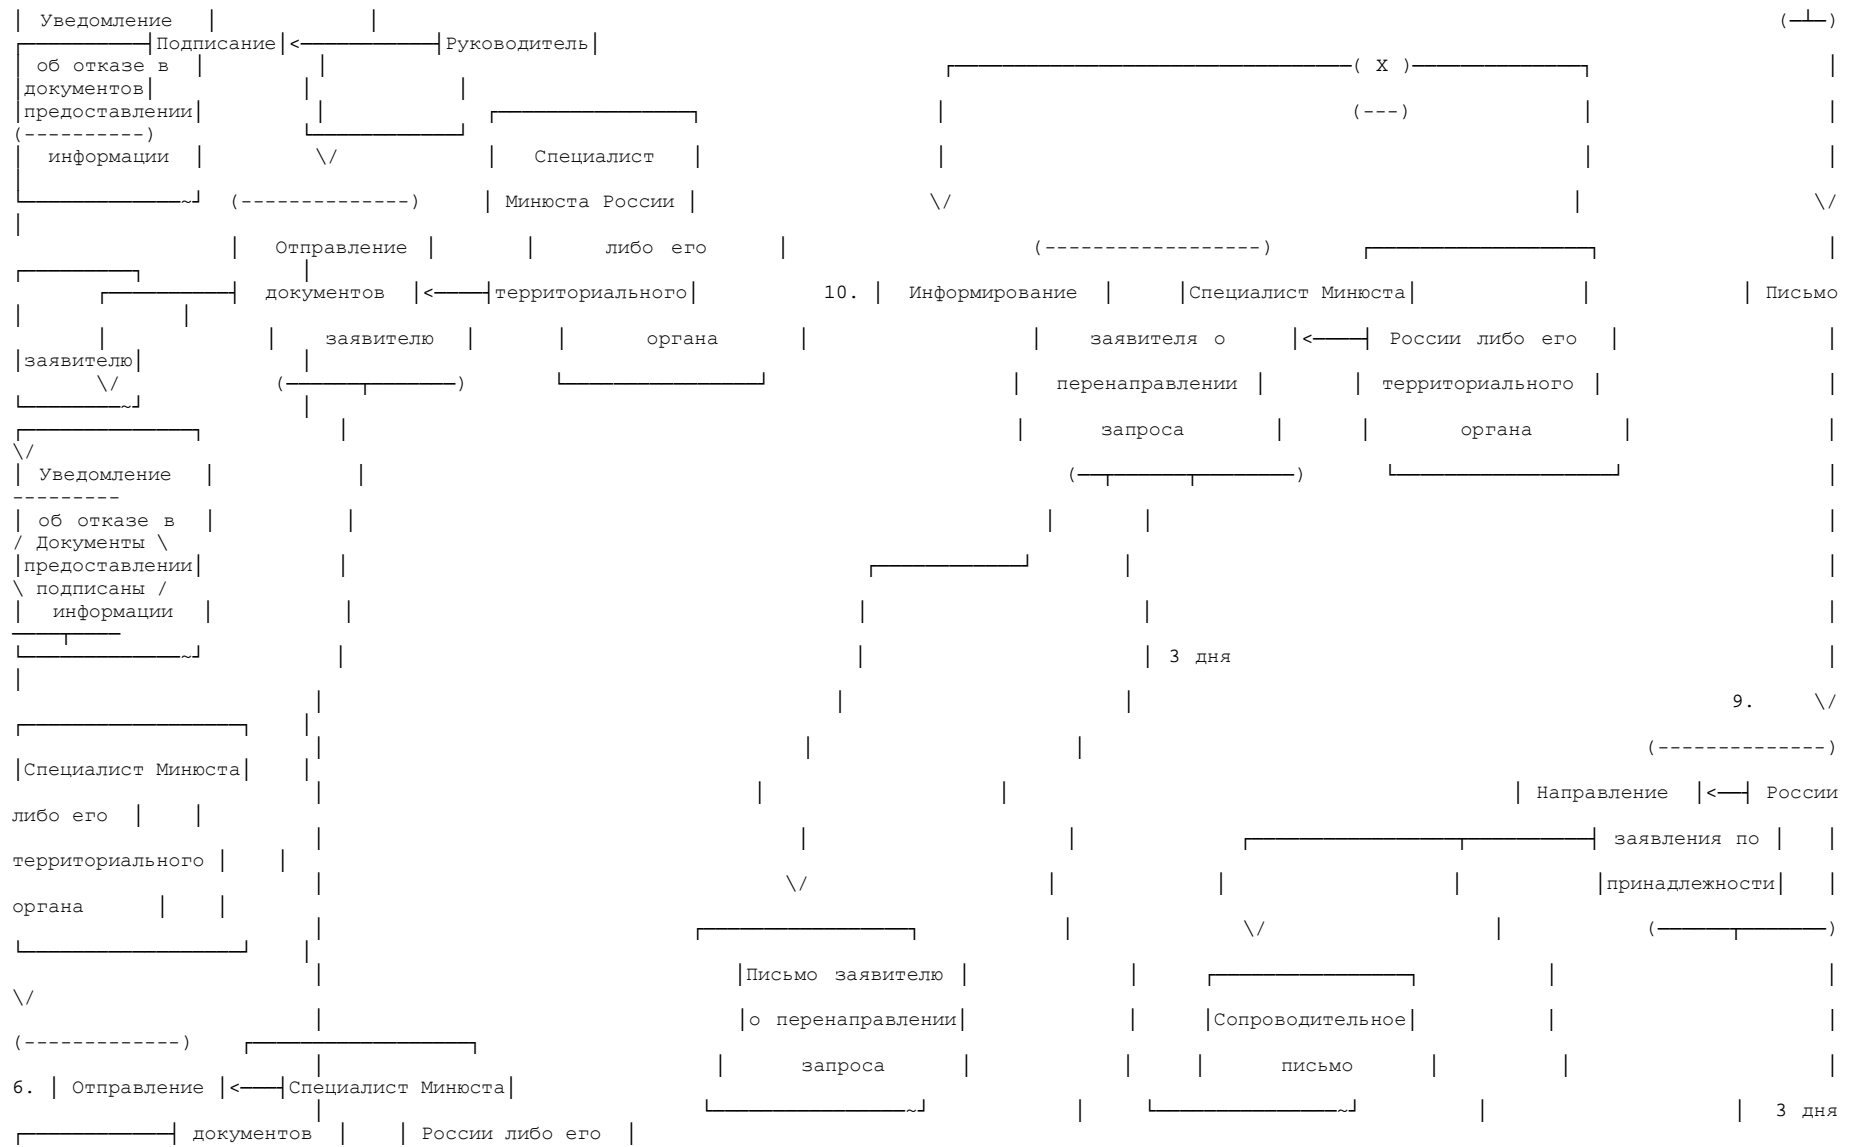 Уведомление
Подписание Руководитель
об отказе в ( X )
документов
предоставлении
информации Специалист
Минюста России
Отправление либо его
документов территориального 10. Информирование Специалист Минюста Письмо
заявителю органа заявителя о России либо его
заявителю
перенаправлении территориального
запроса органа
Уведомление
об отказе в
Документы
предоставлении
подписаны
информации
3 дня
9.
Специалист Минюста
Направление России
либо его
заявления по
территориального
принадлежности
органа
Письмо заявителю
о перенаправлении Сопроводительное
запроса письмо
6. Отправление Специалист Минюста
3 дня
документов России либо его